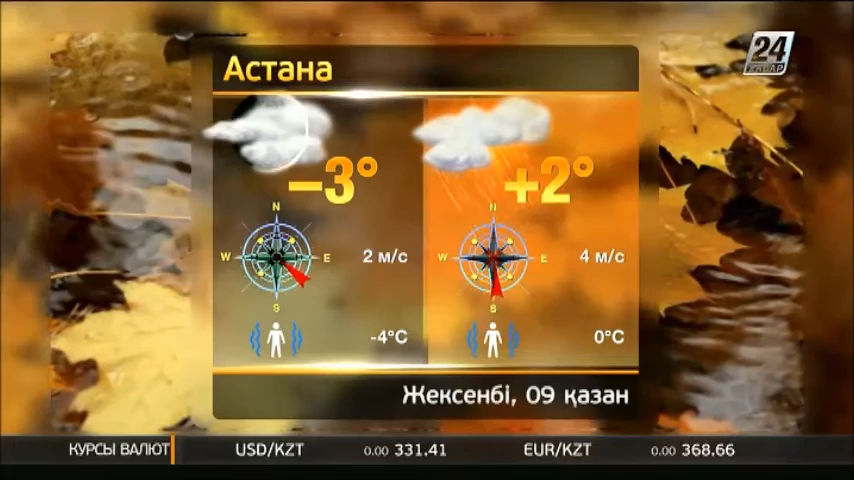 24
ХАБАР
Астана
–3° +2°
N N
W E 2 м/с W E 4 м/с
S S
-4°C 0°C
Жексенбі, 09 қазан
КУРСЫ ВАЛЮТ USD/KZT 0.00 331.41 EUR/KZT 0.00 368.66